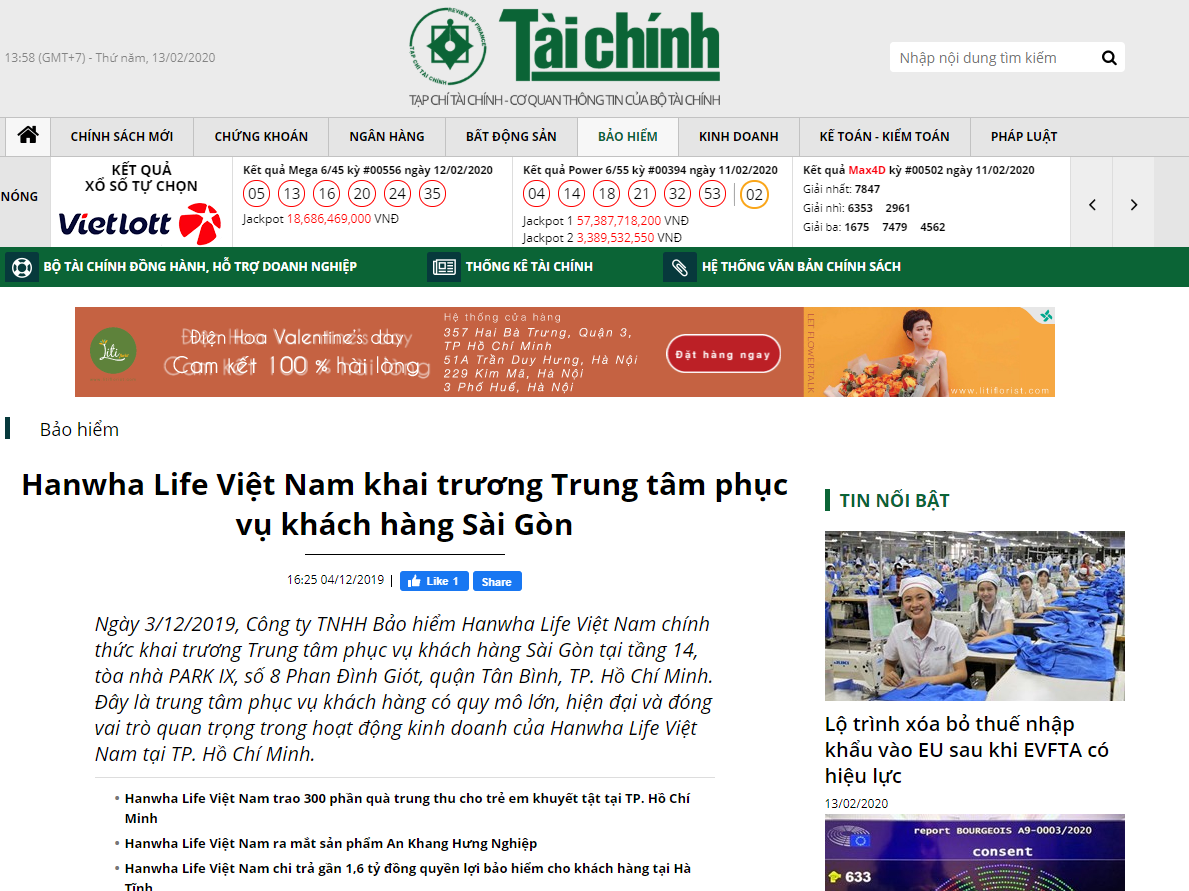 13:58 (GMT+7) - Thứ năm, 13/02/2020
REVIEW OF FINANCE
TẠP CHÍ TÀI CHÍNH
Tài chính
TẠP CHÍ TÀI CHÍNH - CƠ QUAN THÔNG TIN CỦA BỘ TÀI CHÍNH
Nhập nội dung tìm kiếm
CHÍNH SÁCH MỚI
CHỨNG KHOÁN
NGÂN HÀNG
BẤT ĐỘNG SẢN
BẢO HIỂM
KINH DOANH
KẾ TOÁN - KIỂM TOÁN
PHÁP LUẬT
NÓNG
KẾT QUẢ
XỔ SỐ TỰ CHỌN
Vietlott
Kết quả Mega 6/45 kỳ #00556 ngày 12/02/2020
05 13 16 20 24 35
Jackpot 18,686,469,000 VNĐ
Kết quả Power 6/55 kỳ #00394 ngày 11/02/2020
04 14 18 21 32 53 | 02
Jackpot 1 57,387,718,200 VNĐ
Jackpot 2 3,389,532,550 VNĐ
Kết quả Max4D kỳ #00502 ngày 11/02/2020
Giải nhất: 7847
Giải nhì: 6353 2961
Giải ba: 1675 7479 4562
BỘ TÀI CHÍNH ĐỒNG HÀNH, HỖ TRỢ DOANH NGHIỆP
THỐNG KÊ TÀI CHÍNH
HỆ THỐNG VĂN BẢN CHÍNH SÁCH
Liti
Điện Hoa Valentine's day
Cam kết 100 % hài lòng
Hệ thống cửa hàng
357 Hai Bà Trưng, Quận 3,
TP Hồ Chí Minh
51A Trần Duy Hưng, Hà Nội
229 Kim Mã, Hà Nội
3 Phố Huế, Hà Nội
Đặt hàng ngay
LET FLOWER TALK
www.litiflorist.com
Bảo hiểm
Hanwha Life Việt Nam khai trương Trung tâm phục
vụ khách hàng Sài Gòn
16:25 04/12/2019 |
Like 1
Share
Ngày 3/12/2019, Công ty TNHH Bảo hiểm Hanwha Life Việt Nam chính
thức khai trương Trung tâm phục vụ khách hàng Sài Gòn tại tầng 14,
tòa nhà PARK IX, số 8 Phan Đình Giót, quận Tân Bình, TP. Hồ Chí Minh.
Đây là trung tâm phục vụ khách hàng có quy mô lớn, hiện đại và đóng
vai trò quan trọng trong hoạt động kinh doanh của Hanwha Life Việt
Nam tại TP. Hồ Chí Minh.
• Hanwha Life Việt Nam trao 300 phần quà trung thu cho trẻ em khuyết tật tại TP. Hồ Chí
Minh
• Hanwha Life Việt Nam ra mắt sản phẩm An Khang Hưng Nghiệp
• Hanwha Life Việt Nam chi trả gần 1,6 tỷ đồng quyền lợi bảo hiểm cho khách hàng tại Hà
Tĩnh
TIN NỔI BẬT
JUKI
Lộ trình xóa bỏ thuế nhập
khẩu vào EU sau khi EVFTA có
hiệu lực
13/02/2020
report BOURGEOIS A9-0003/2020
consent
633